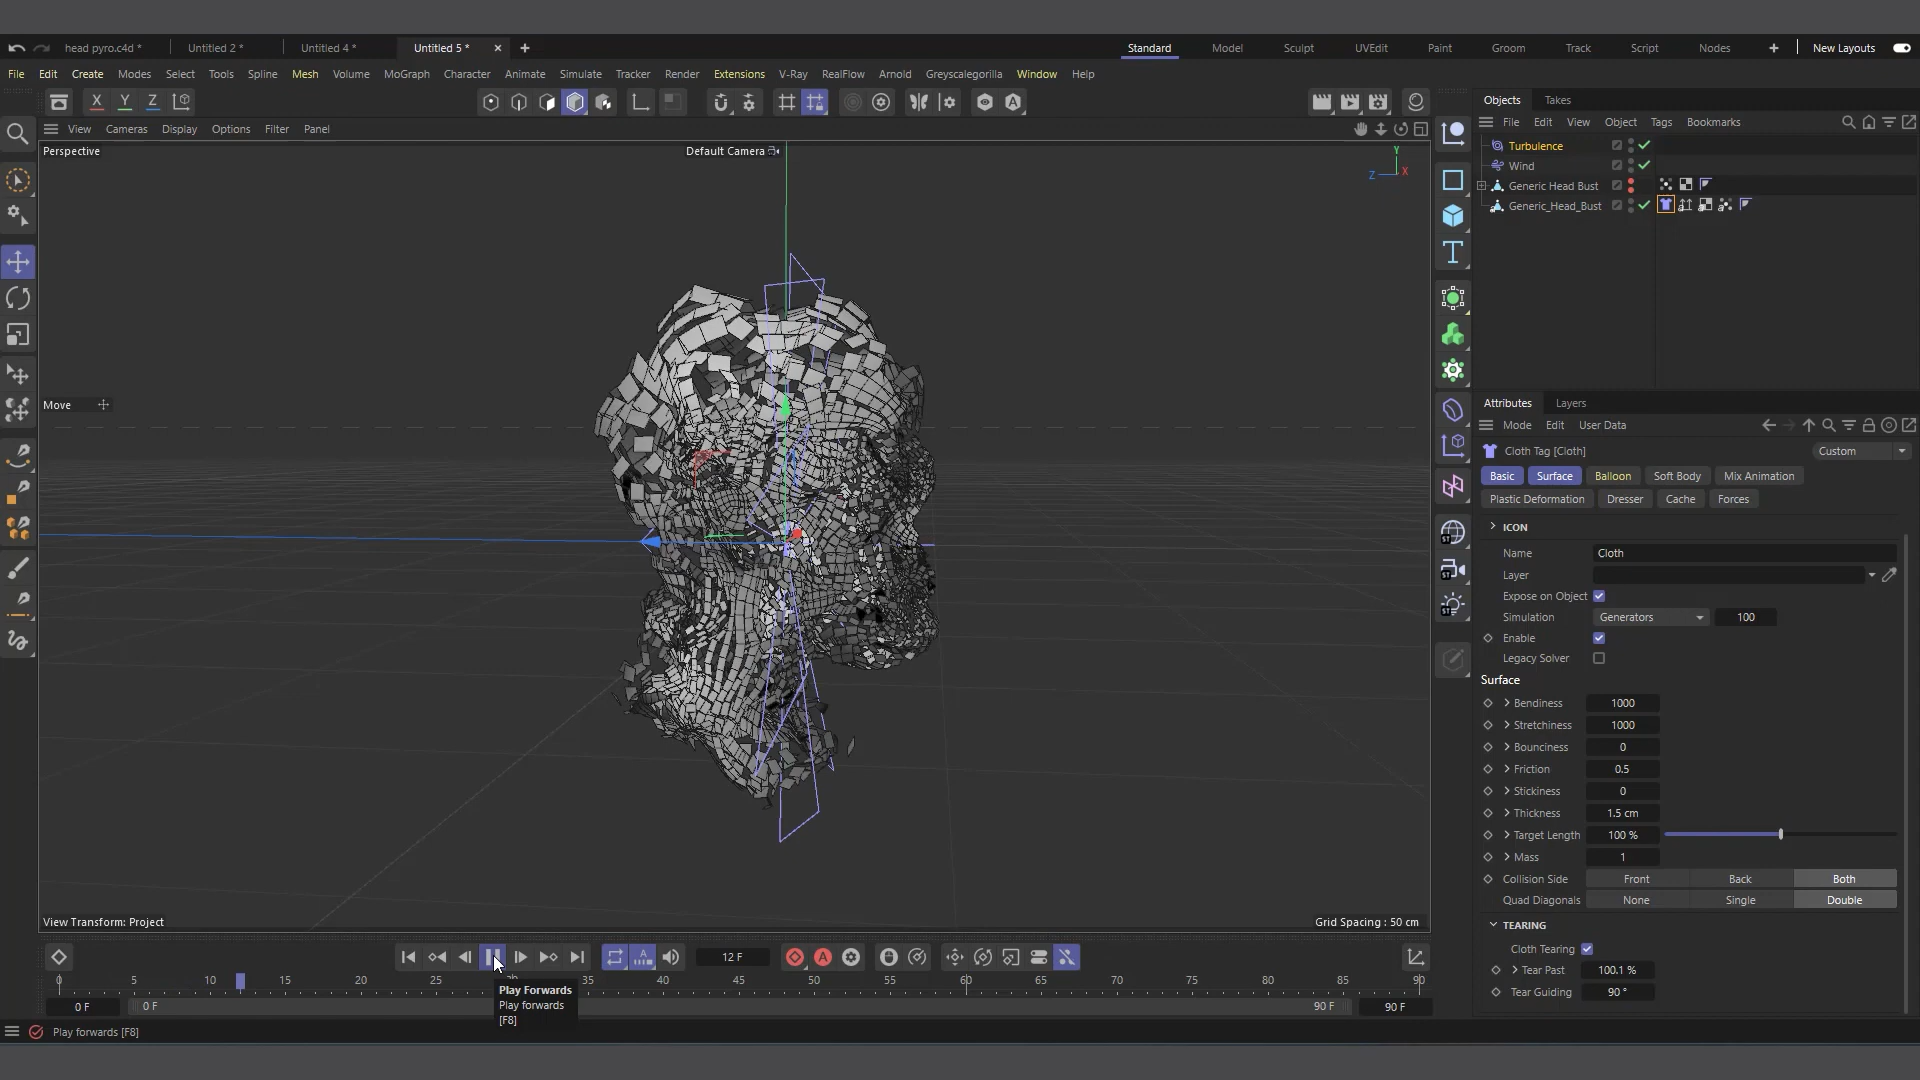 head pyro.c4d *
Untitled 2 *
Untitled 4 *
Untitled 5 *
Standard
Model
Sculpt
UVEdit
Paint
Groom
Track
Script
Nodes
New Layouts
File Edit Create Modes Select Tools Spline Mesh Volume MoGraph Character Animate Simulate Tracker Render Extensions V-Ray RealFlow Arnold Greyscalegorilla Window Help
X Y Z
Objects Takes
View Cameras Display Options Filter Panel
File Edit View Object Tags Bookmarks
Perspective
Default Camera
Y
Z X
Turbulence
Wind
Generic Head Bust
Generic_Head_Bust
Move
Attributes Layers
Mode Edit User Data
Cloth Tag [Cloth]
Custom
Basic Surface Balloon Soft Body Mix Animation
Plastic Deformation Dresser Cache Forces
ICON
Name Cloth
Layer
Expose on Object
Simulation Generators 100
Enable
Legacy Solver
Surface
Bendiness 1000
Stretchiness 1000
Bounciness 0
Friction 0.5
Stickiness 0
Thickness 1.5 cm
Target Length 100 %
Mass 1
Collision Side Front Back Both
Quad Diagonals None Single Double
TEARING
Cloth Tearing
Tear Past 100.1 %
Tear Guiding 90 °
View Transform: Project
Grid Spacing : 50 cm
12 F
0 5 10 15 20 25 30 35 40 45 50 55 60 65 70 75 80 85 90
0 F
0 F
90 F
90 F
Play Forwards
Play forwards
[F8]
Play forwards [F8]